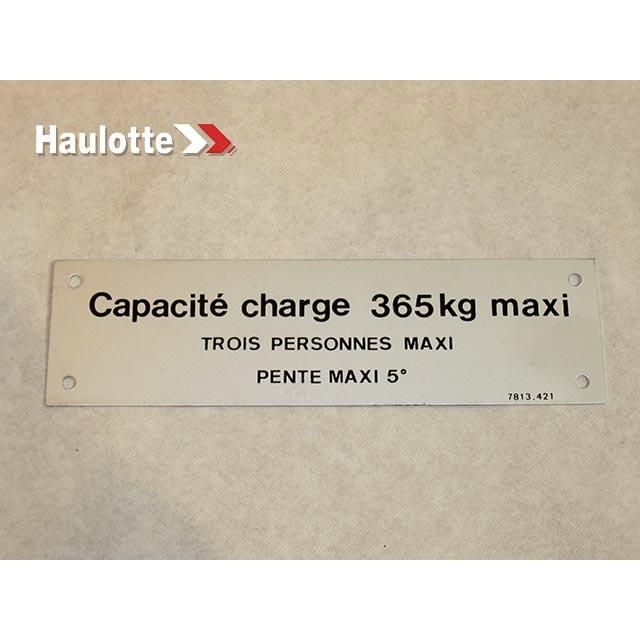 Haulotte
Capacité charge 365kg maxi
TROIS PERSONNES MAXI
PENTE MAXI 5°
7813.421